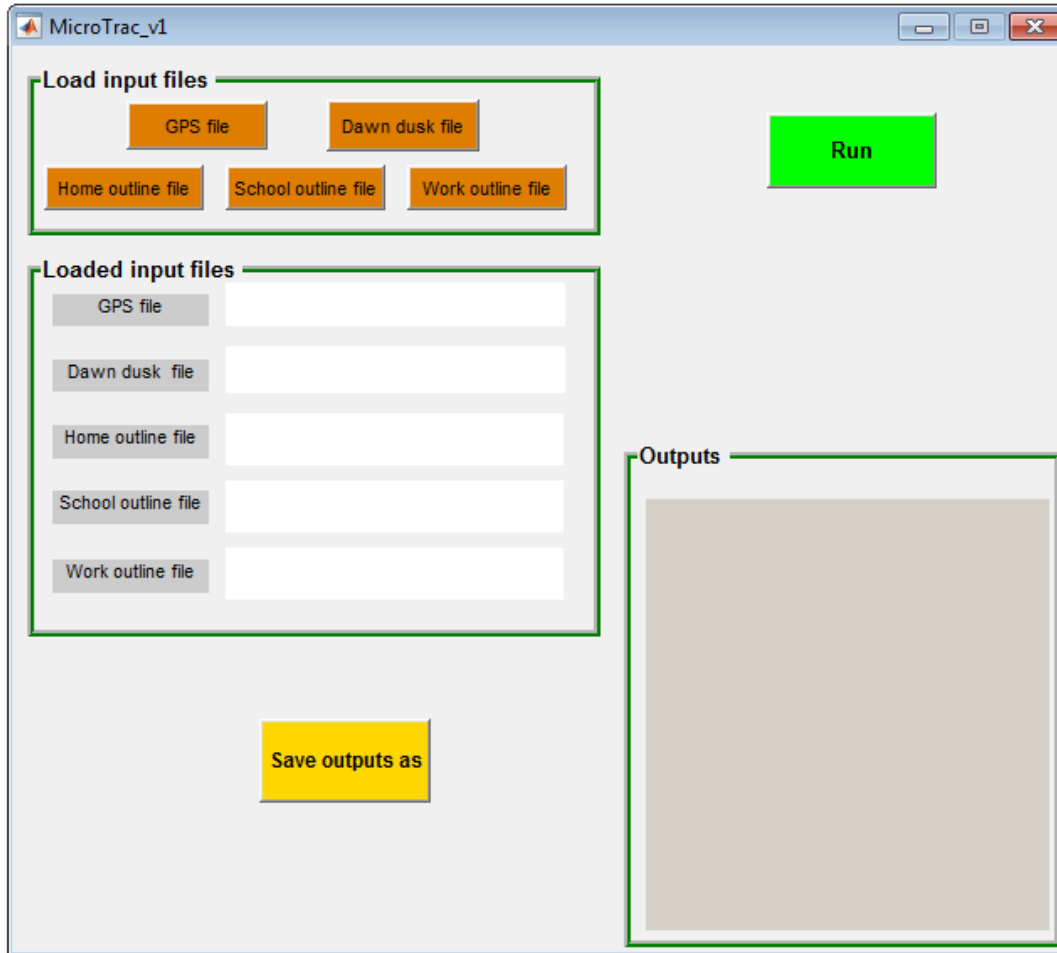 MicroTrac_v1
Load input files
GPS file
Dawn dusk file
Home outline file
School outline file
Work outline file
Run
Loaded input files
GPS file
Dawn dusk  file
Home outline file
School outline file
Work outline file
Outputs
Save outputs as